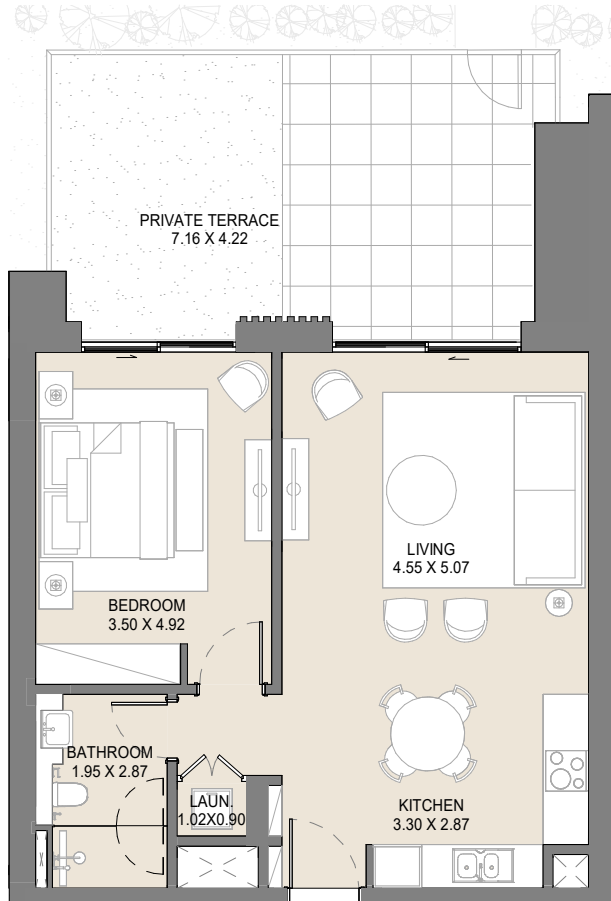 PRIVATE TERRACE
7.16 X 4.22
LIVING
4.55 X 5.07
BEDROOM
3.50 X 4.92
BATHROOM
1.95 X 2.87
LAUN.
1.02X0.90
KITCHEN
3.30 X 2.87